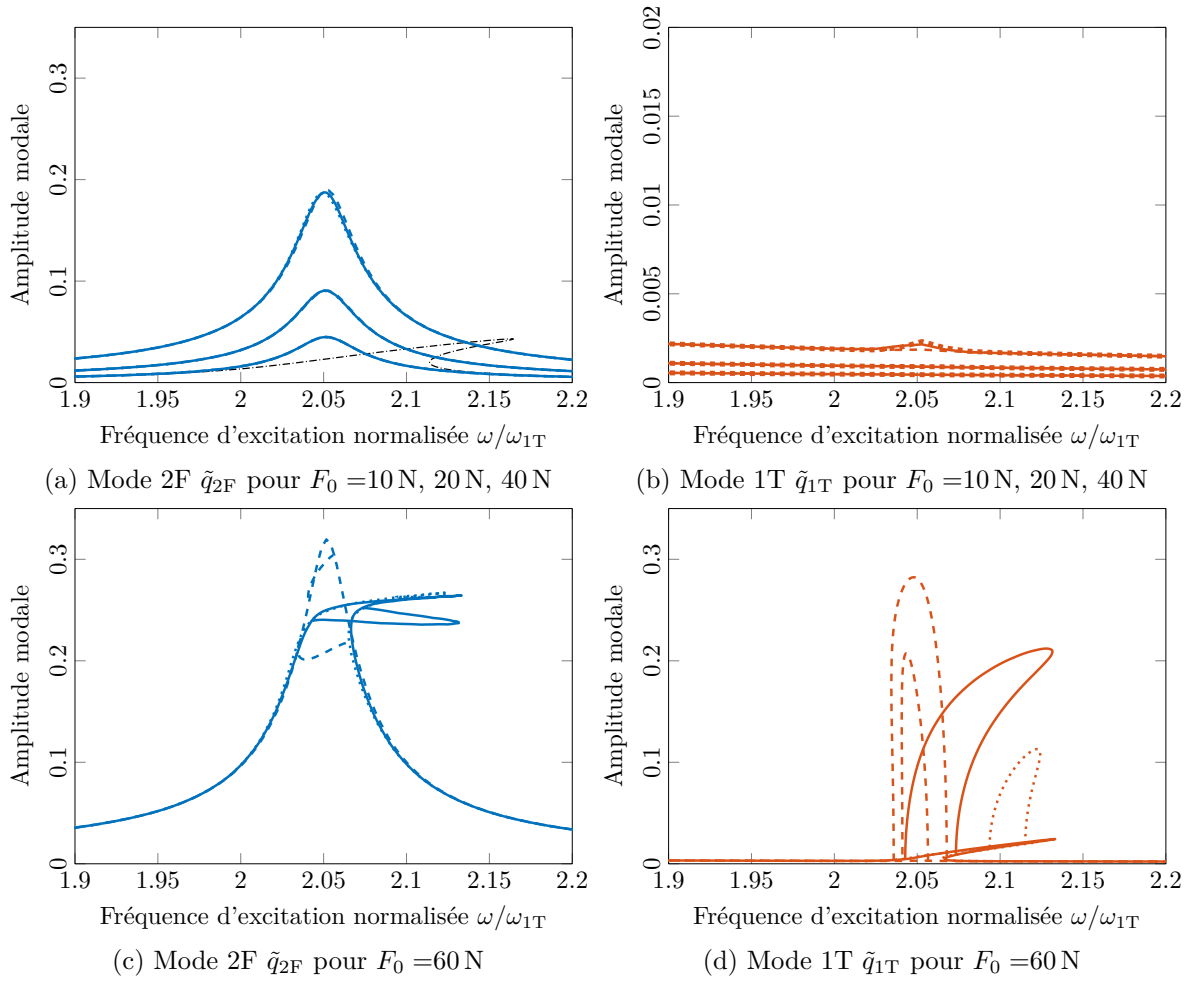 0.3
0.2
0.1
0
Amplitude modale
1.9 1.95 2 2.05 2.1 2.15 2.2
Fréquence d'excitation normalisée ω/ω1T
(a) Mode 2F q̃2F pour F0 =10 N, 20 N, 40 N
0.02
0.015
0.01
0.005
0
Amplitude modale
1.9 1.95 2 2.05 2.1 2.15 2.2
Fréquence d'excitation normalisée ω/ω1T
(b) Mode 1T q̃1T pour F0 =10 N, 20 N, 40 N
0.3
0.2
0.1
0
Amplitude modale
1.9 1.95 2 2.05 2.1 2.15 2.2
Fréquence d'excitation normalisée ω/ω1T
(c) Mode 2F q̃2F pour F0 =60 N
0.3
0.2
0.1
0
Amplitude modale
1.9 1.95 2 2.05 2.1 2.15 2.2
Fréquence d'excitation normalisée ω/ω1T
(d) Mode 1T q̃1T pour F0 =60 N